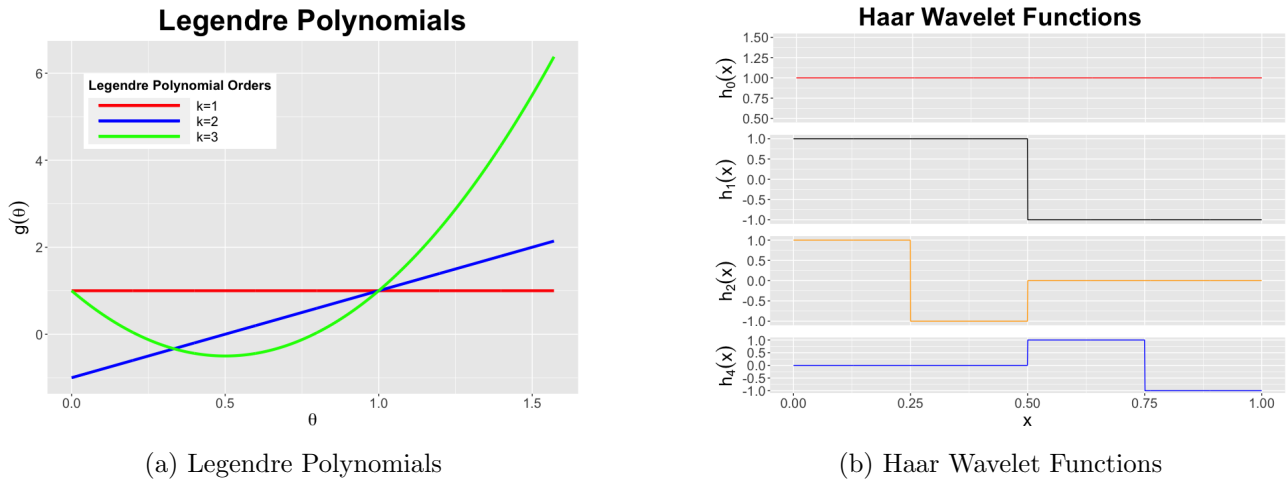 Legendre Polynomials
6
4
2
0
g(θ)
Legendre Polynomial Orders
k=1
k=2
k=3
0.0
0.5
1.0
1.5
θ
(a) Legendre Polynomials
Haar Wavelet Functions
1.50
1.25
1.00
0.75
0.50
h0(x)
1.0
0.5
0.0
-0.5
-1.0
h1(x)
1.0
0.5
0.0
-0.5
-1.0
h2(x)
1.0
0.5
0.0
-0.5
-1.0
h4(x)
0.00
0.25
0.50
0.75
1.00
x
(b) Haar Wavelet Functions